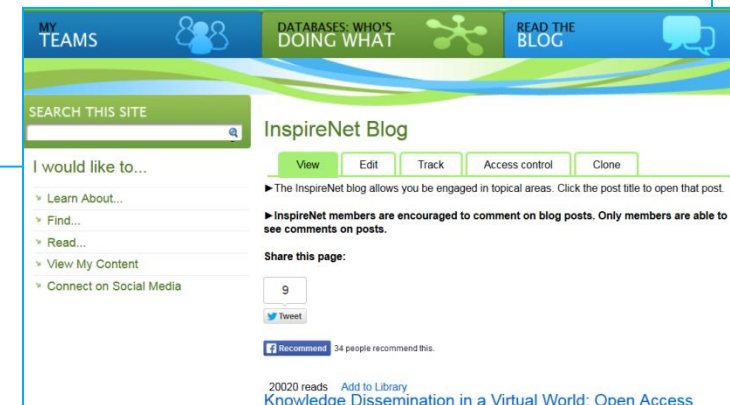 MY
TEAMS
DATABASES: WHO'S
DOING WHAT
READ THE
BLOG
SEARCH THIS SITE
I would like to...
Learn About...
Find...
Read...
View My Content
Connect on Social Media
InspireNet Blog
View Edit Track Access control Clone
►The InspireNet blog allows you be engaged in topical areas. Click the post title to open that post.
►InspireNet members are encouraged to comment on blog posts. Only members are able to
see comments on posts.
Share this page:
9
Tweet
Recommend 34 people recommend this.
20020 reads Add to Library
Knowledge Dissemination in a Virtual World: Open Access